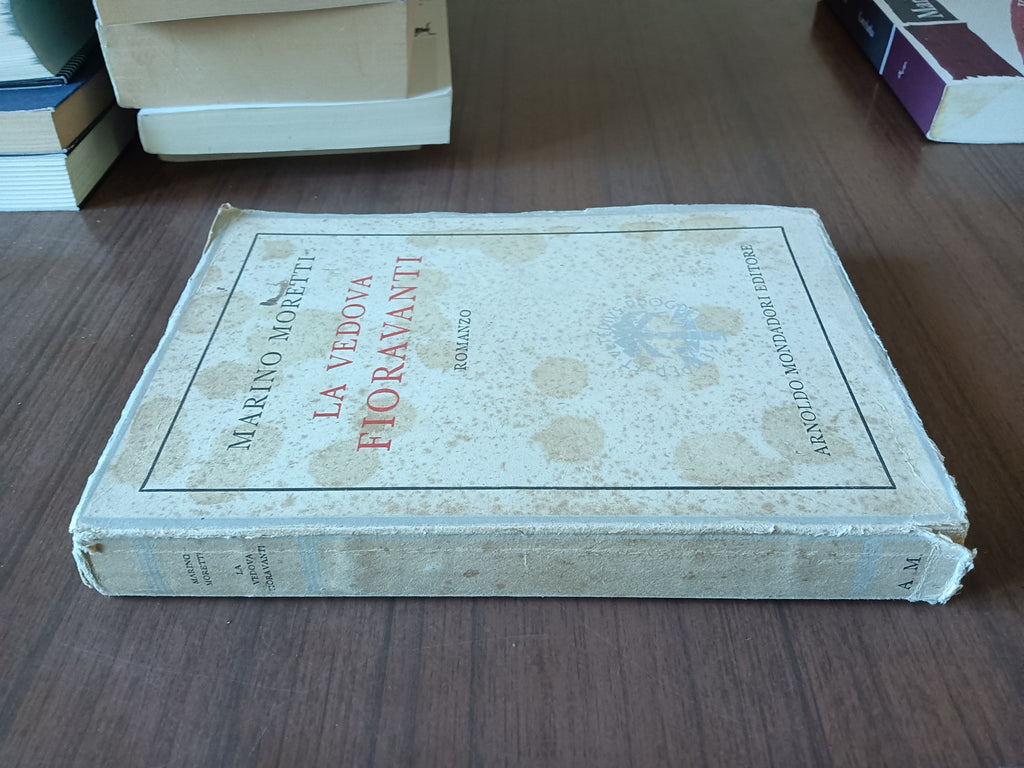 MARINO MORETTI
LA VEDOVA
FIORAVANTI
ROMANZO
ARNOLDO MONDADORI EDITORE
MARINO
MORETTI
LA
VEDOVA
FIORAVANTI
A M